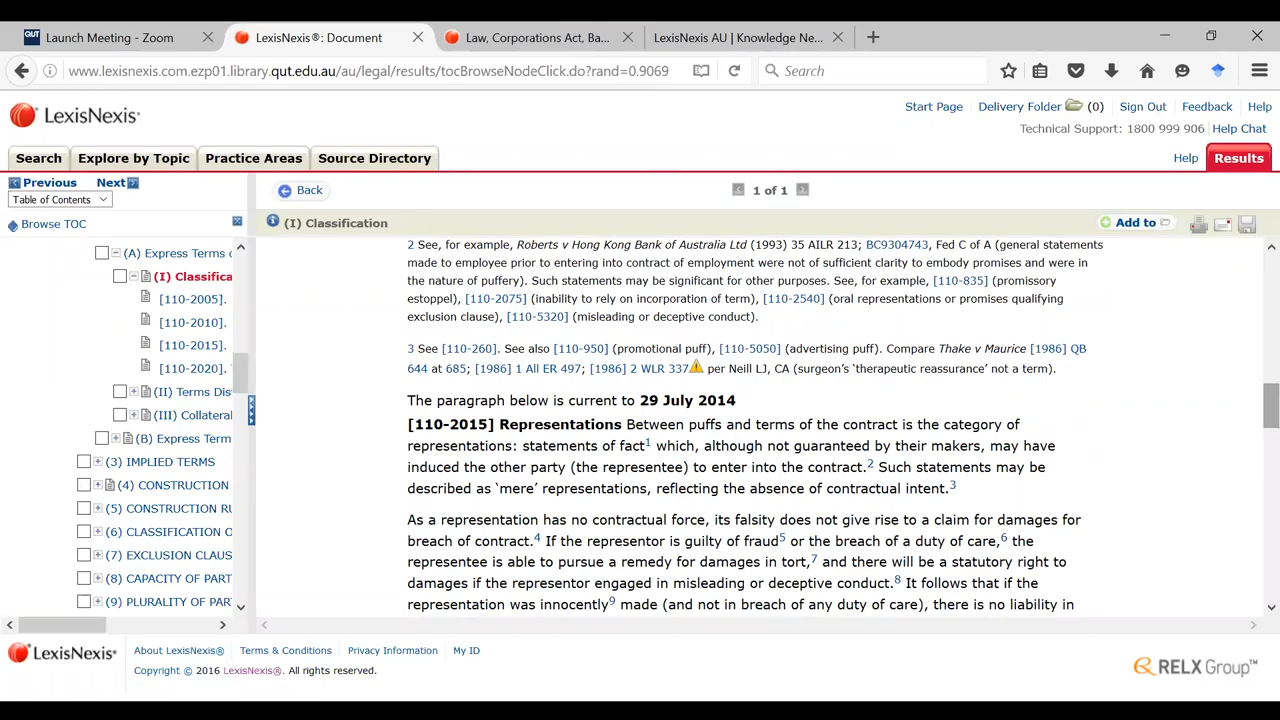 QUT Launch Meeting - Zoom
LexisNexis®: Document
Law, Corporations Act, Ba...
LexisNexis AU | Knowledge Ne...
www.lexisnexis.com.ezp01.library.qut.edu.au/au/legal/results/tocBrowseNodeClick.do?rand=0.9069
Search
LexisNexis®
Start Page Delivery Folder (0) Sign Out Feedback Help
Technical Support: 1800 999 906 Help Chat
Search Explore by Topic Practice Areas Source Directory
Help Results
Previous Next
Table of Contents
Browse TOC
Back
1 of 1
(I) Classification
Add to
(A) Express Terms o
(I) Classifica
[110-2005].
[110-2010].
[110-2015].
[110-2020].
(II) Terms Dis
(III) Collateral
(B) Express Term
(3) IMPLIED TERMS
(4) CONSTRUCTION
(5) CONSTRUCTION RU
(6) CLASSIFICATION O
(7) EXCLUSION CLAUS
(8) CAPACITY OF PART
(9) PLURALITY OF PAR
2 See, for example, Roberts v Hong Kong Bank of Australia Ltd (1993) 35 AILR 213; BC9304743, Fed C of A (general statements
made to employee prior to entering into contract of employment were not of sufficient clarity to embody promises and were in
the nature of puffery). Such statements may be significant for other purposes. See, for example, [110-835] (promissory
estoppel), [110-2075] (inability to rely on incorporation of term), [110-2540] (oral representations or promises qualifying
exclusion clause), [110-5320] (misleading or deceptive conduct).
3 See [110-260]. See also [110-950] (promotional puff), [110-5050] (advertising puff). Compare Thake v Maurice [1986] QB
644 at 685; [1986] 1 All ER 497; [1986] 2 WLR 337 per Neill LJ, CA (surgeon's ‘therapeutic reassurance’ not a term).
The paragraph below is current to 29 July 2014
[110-2015] Representations Between puffs and terms of the contract is the category of
representations: statements of fact1 which, although not guaranteed by their makers, may have
induced the other party (the representee) to enter into the contract.2 Such statements may be
described as ‘mere’ representations, reflecting the absence of contractual intent.3
As a representation has no contractual force, its falsity does not give rise to a claim for damages for
breach of contract.4 If the representor is guilty of fraud5 or the breach of a duty of care,6 the
representee is able to pursue a remedy for damages in tort,7 and there will be a statutory right to
damages if the representor engaged in misleading or deceptive conduct.8 It follows that if the
representation was innocently9 made (and not in breach of any duty of care), there is no liability in
LexisNexis®
About LexisNexis® Terms & Conditions Privacy Information My ID
Copyright © 2016 LexisNexis®. All rights reserved.
RELX Group™